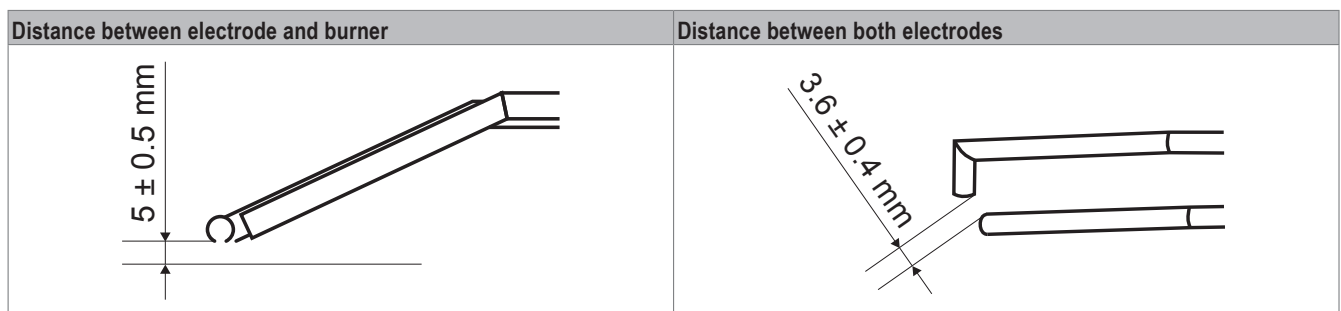 Distance between electrode and burner
Distance between both electrodes
5 ± 0.5 mm
3.6 ± 0.4 mm